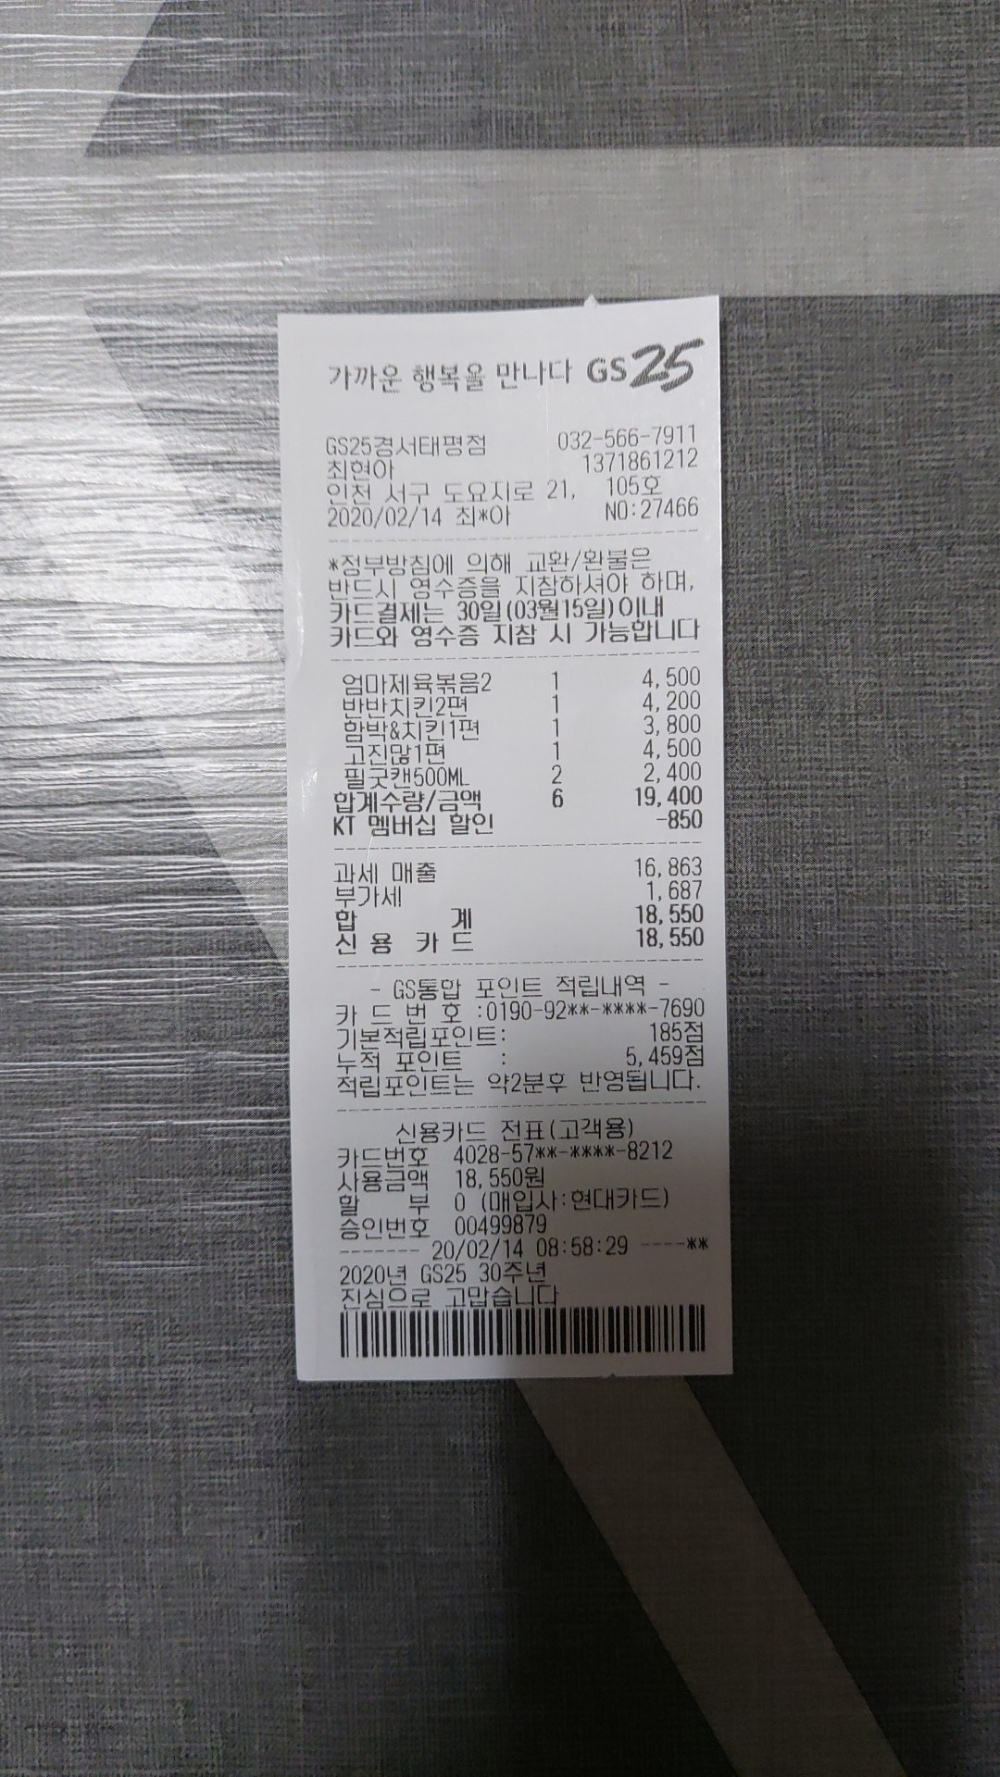 가까운 행복을 만나다 GS25
GS25경서태평점 032-566-7911
최현아 1371861212
인천 서구 도요지로 21, 105호
2020/02/14 최*아 NO:27466
*정부방침에 의해 교환/환불은
반드시 영수증을 지참하셔야 하며,
카드결제는 30일(03월15일)이내
카드와 영수증 지참 시 가능합니다
엄마제육볶음2 1 4,500
반반치킨2편 1 4,200
함박&치킨1편 1 3,800
고진많1편 1 4,500
필굿캔500ML 2 2,400
합계수량/금액 6 19,400
KT 멤버십 할인 -850
과세 매출 16,863
부가세 1,687
합 계 18,550
신 용 카 드 18,550
- GS통합 포인트 적립내역 -
카 드 번 호 :0190-92**-****-7690
기본적립포인트: 185점
누적 포인트 : 5,459점
적립포인트는 약2분후 반영됩니다.
신용카드 전표(고객용)
카드번호 4028-57**-****-8212
사용금액 18,550원
할 부 0 (매입사:현대카드)
승인번호 00499879
------- 20/02/14 08:58:29 ----**
2020년 GS25 30주년
진심으로 고맙습니다